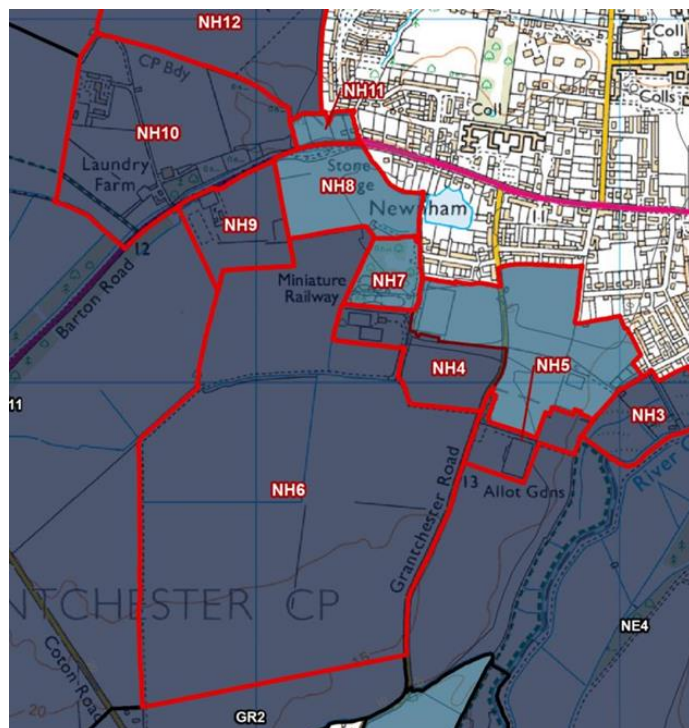 NH12
Coll
CP Bdy
NH11
Coll
Colls
NH10
Laundry
Farm
Stone
NH8
Newnham
NH9
12
Barton Road
Miniature
Railway
NH7
NH4
NH5
NH3
11
River
NH6
Grantchester Road
13
Allot Gdns
NTCHESTER CP
NE4
Coton Road
15
20
GR2